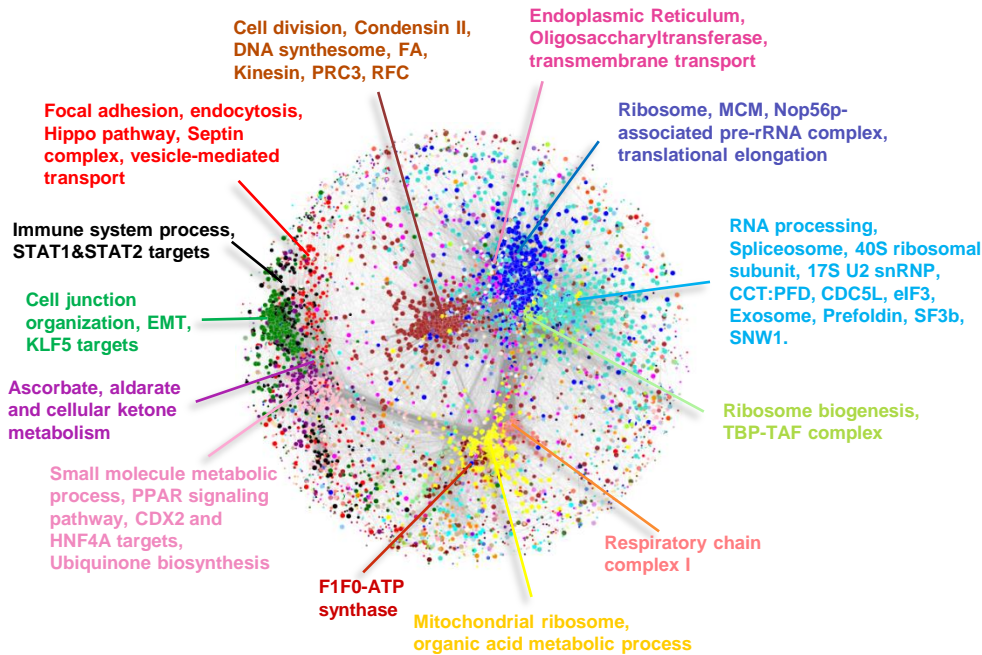 Cell division, Condensin II,
DNA synthesome, FA,
Kinesin, PRC3, RFC
Endoplasmic Reticulum,
Oligosaccharyltransferase,
transmembrane transport
Focal adhesion, endocytosis,
Hippo pathway, Septin
complex, vesicle-mediated
transport
Ribosome, MCM, Nop56p-
associated pre-rRNA complex,
translational elongation
Immune system process,
STAT1&STAT2 targets
RNA processing,
Spliceosome, 40S ribosomal
subunit, 17S U2 snRNP,
CCT:PFD, CDC5L, eIF3,
Exosome, Prefoldin, SF3b,
SNW1.
Cell junction
organization, EMT,
KLF5 targets
Ascorbate, aldarate
and cellular ketone
metabolism
Ribosome biogenesis,
TBP-TAF complex
Small molecule metabolic
process, PPAR signaling
pathway, CDX2 and
HNF4A targets,
Ubiquinone biosynthesis
Respiratory chain
complex I
F1F0-ATP
synthase
Mitochondrial ribosome,
organic acid metabolic process